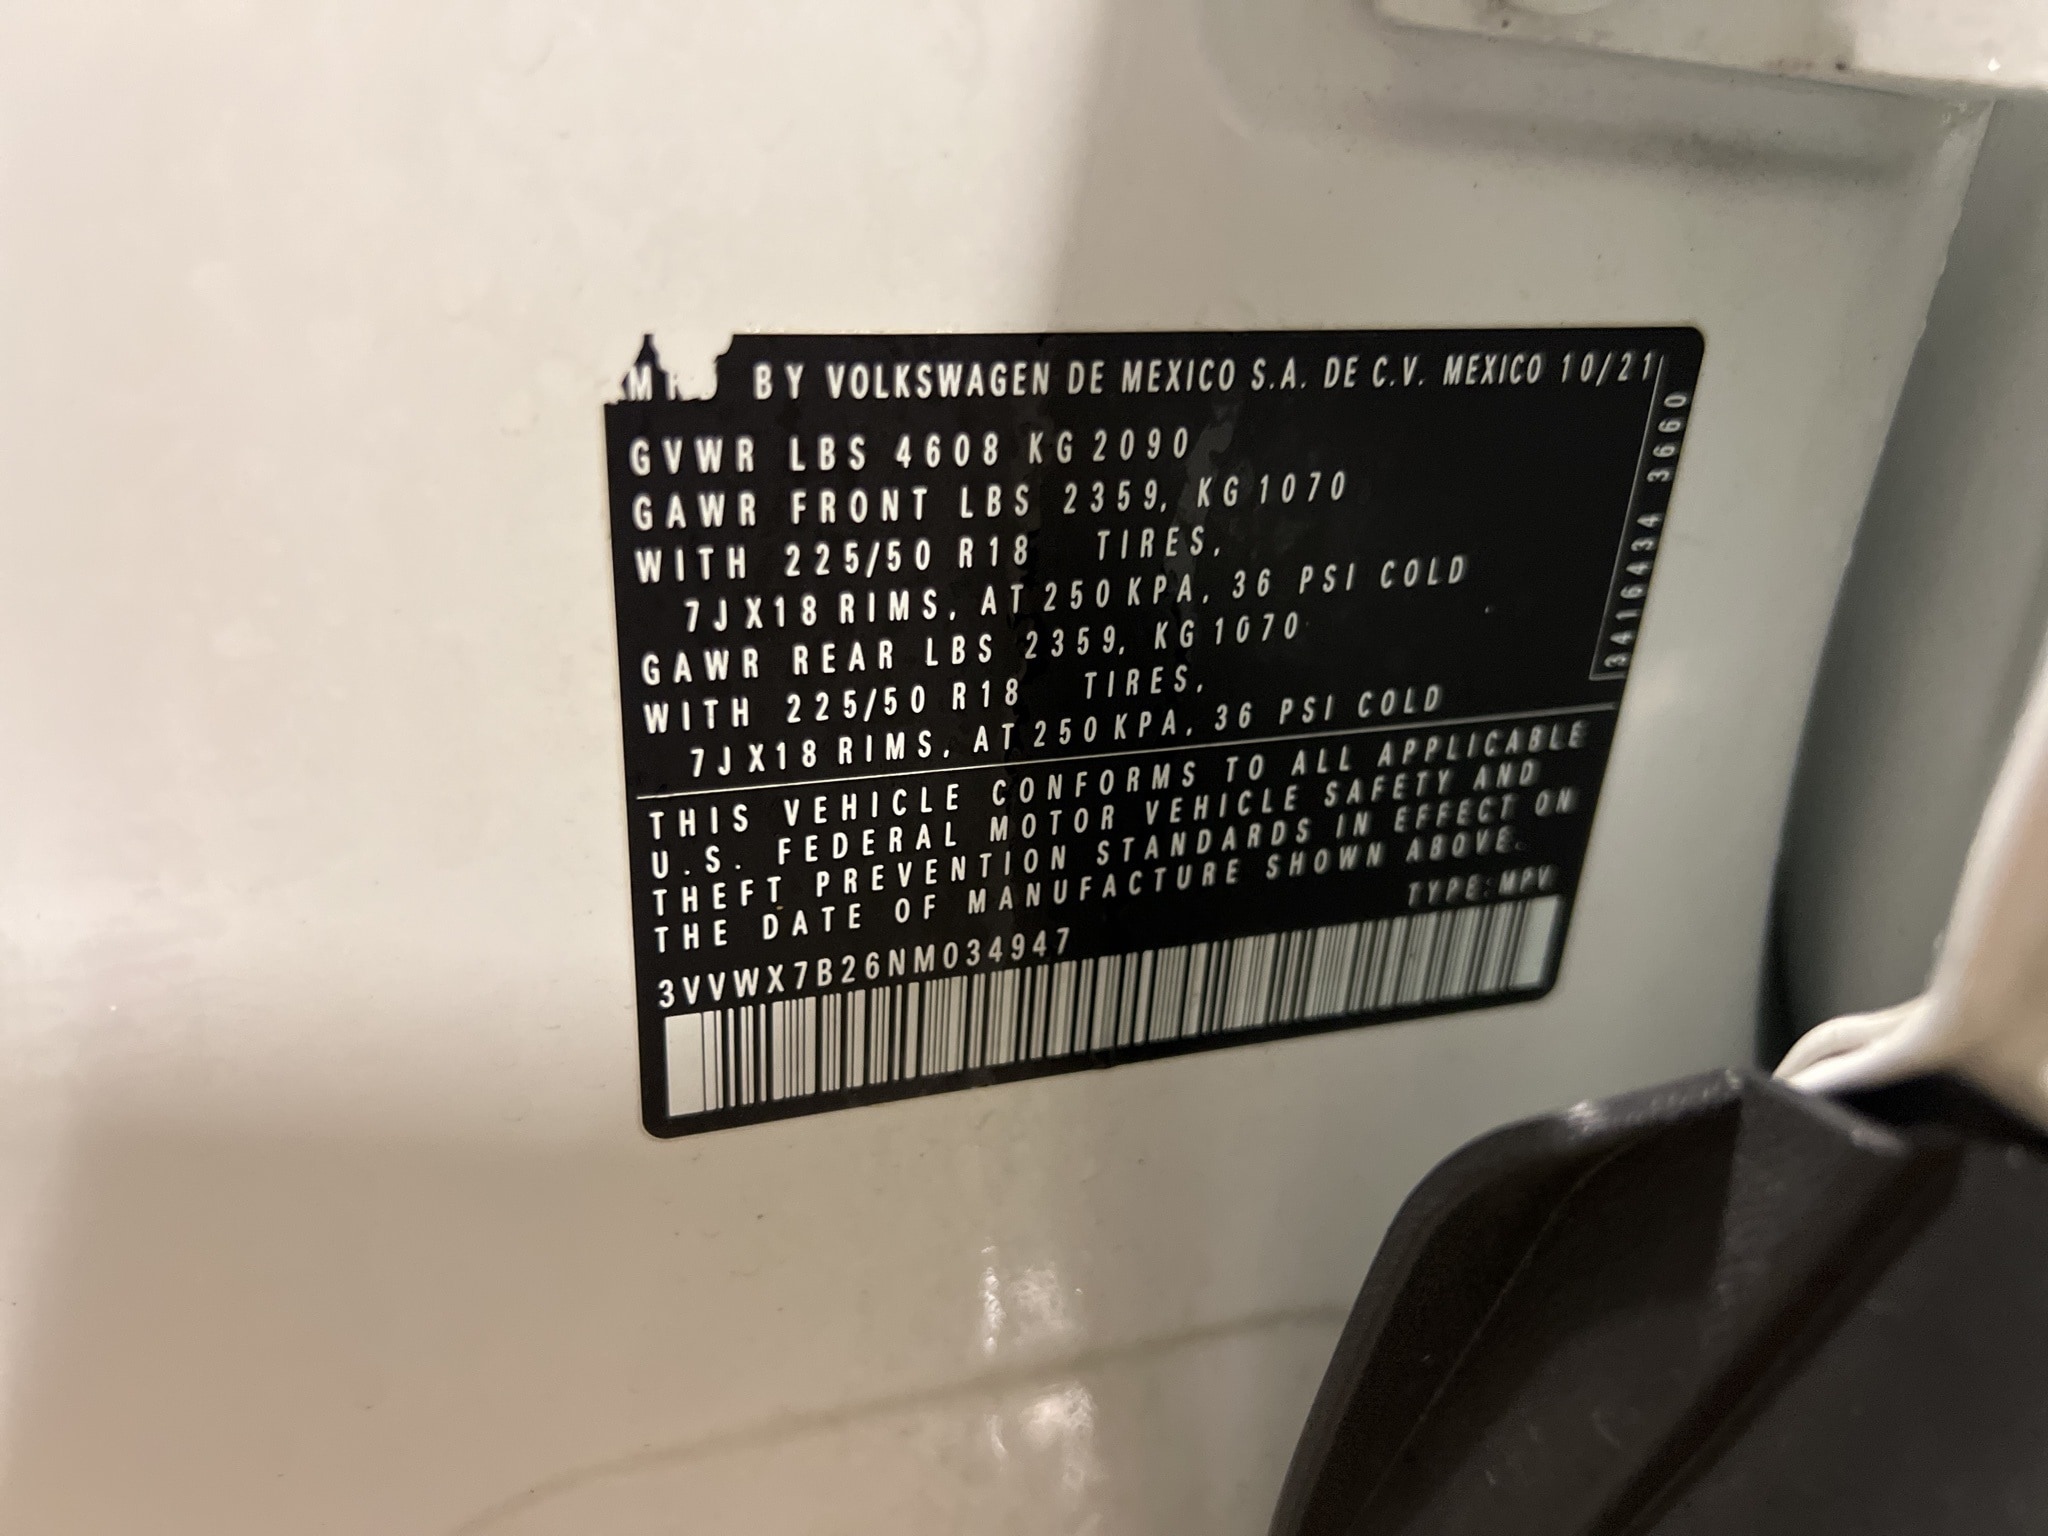 BY VOLKSWAGEN DE MEXICO S.A. DE C.V. MEXICO 10/21
GVWR LBS 4608 KG 2090
GAWR FRONT LBS 2359, KG 1070
WITH 225/50 R18 TIRES,
7JX18 RIMS, AT 250 KPA, 36 PSI COLD
GAWR REAR LBS 2359, KG 1070
WITH 225/50 R18 TIRES,
7JX18 RIMS, AT 250 KPA, 36 PSI COLD
3416434 3660
THIS VEHICLE CONFORMS TO ALL APPLICABLE
U.S. FEDERAL MOTOR VEHICLE SAFETY AND
THEFT PREVENTION STANDARDS IN EFFECT ON
THE DATE OF MANUFACTURE SHOWN ABOVE.
TYPE: MPV
3VVWX7B26NM034947